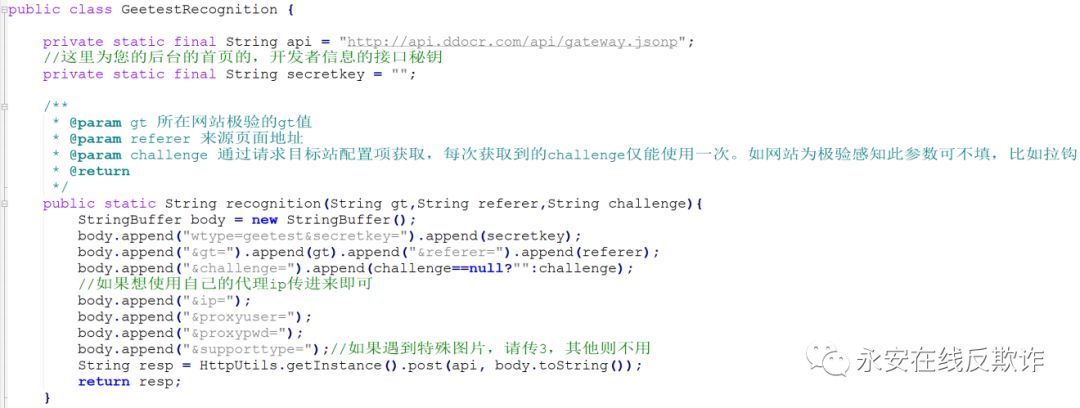 public class GeetestRecognition {
private static final String api = "http://api.ddocr.com/api/gateway.jsonp";
//这里为您的后台的首页的，开发者信息的接口秘钥
private static final String secretkey = "";
/**
* @param gt 所在网站极验的gt值
* @param referer 来源页面地址
* @param challenge 通过请求目标站配置项获取，每次获取到的challenge仅能使用一次。如网站为极验感知此参数可不填，比如拉钩
* @return
*/
public static String recognition(String gt,String referer,String challenge){
StringBuffer body = new StringBuffer();
body.append("wtype=geetest&secretkey=").append(secretkey);
body.append("&gt=").append(gt).append("&referer=").append(referer);
body.append("&challenge=").append(challenge==null?"":challenge);
//如果想使用自己的代理ip传进来即可
body.append("&ip=");
body.append("&proxyuser=");
body.append("&proxypwd=");
body.append("&supporttype=");//如果遇到特殊图片，请传3，其他则不用
String resp = HttpUtils.getInstance().post(api, body.toString());
return resp;
}
永安在线反欺诈